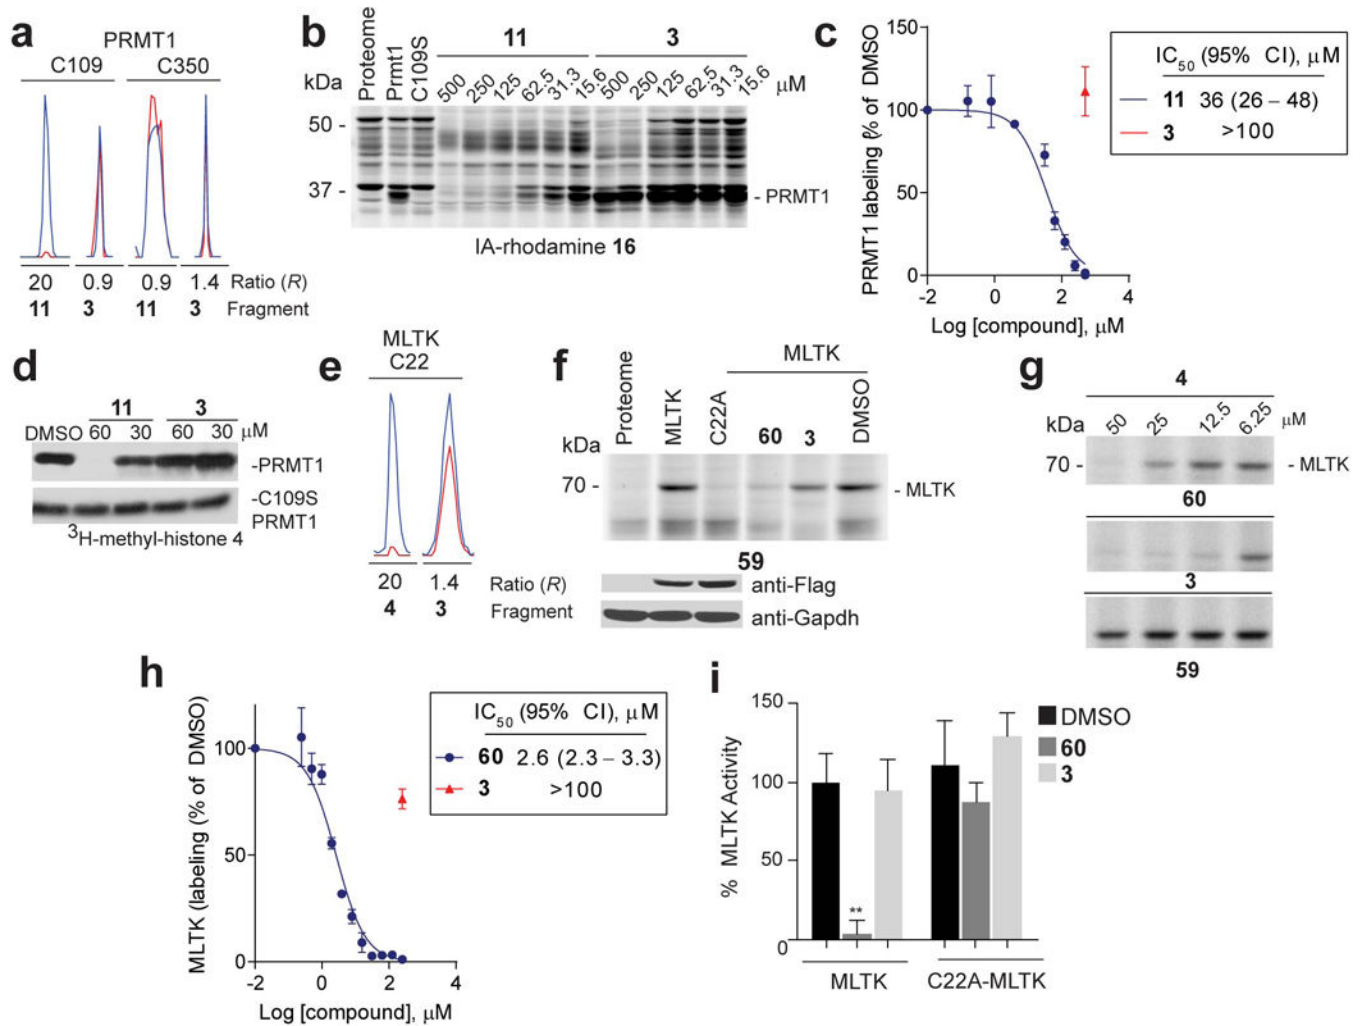 a
PRMT1
C109 C350
20 0.9 0.9 1.4 Ratio (R)
11 3 11 3 Fragment
b
11 3
kDa Proteome Prmt1 C109S 500 250 125 62.5 31.3 15.6 500 250 125 62.5 31.3 15.6 μM
50 -
37 - - PRMT1
IA-rhodamine 16
c
PRMT1 labeling (% of DMSO
150
100
50
0
-2 0 2 4
Log [compound], μM
IC50 (95% CI), μM
11 36 (26 – 48)
3 >100
d
11 3
DMSO 60 30 60 30 μM
-PRMT1
-C109S
PRMT1
3H-methyl-histone 4
e
MLTK
C22
20 1.4 Ratio (R)
4 3 Fragment
f
MLTK
kDa Proteome MLTK C22A 60 3 DMSO
70 - - MLTK
59
anti-Flag
anti-Gapdh
g
4
kDa 50 25 12.5 6.25 μM
70 - - MLTK
60
3
59
h
MLTK (labeling (% of DMSO)
100
50
0
-2 0 2 4
Log [compound], μM
IC50 (95% CI), μM
60 2.6 (2.3 – 3.3)
3 >100
i
% MLTK Activity
150
100
50
0
**
MLTK C22A-MLTK
DMSO
60
3